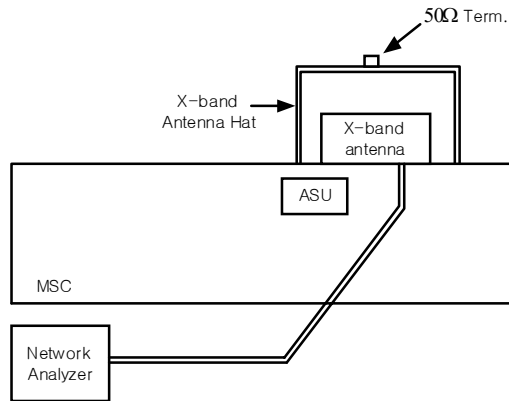 50Ω Term.
X-band
Antenna Hat
X-band
antenna
ASU
MSC
Network
Analyzer